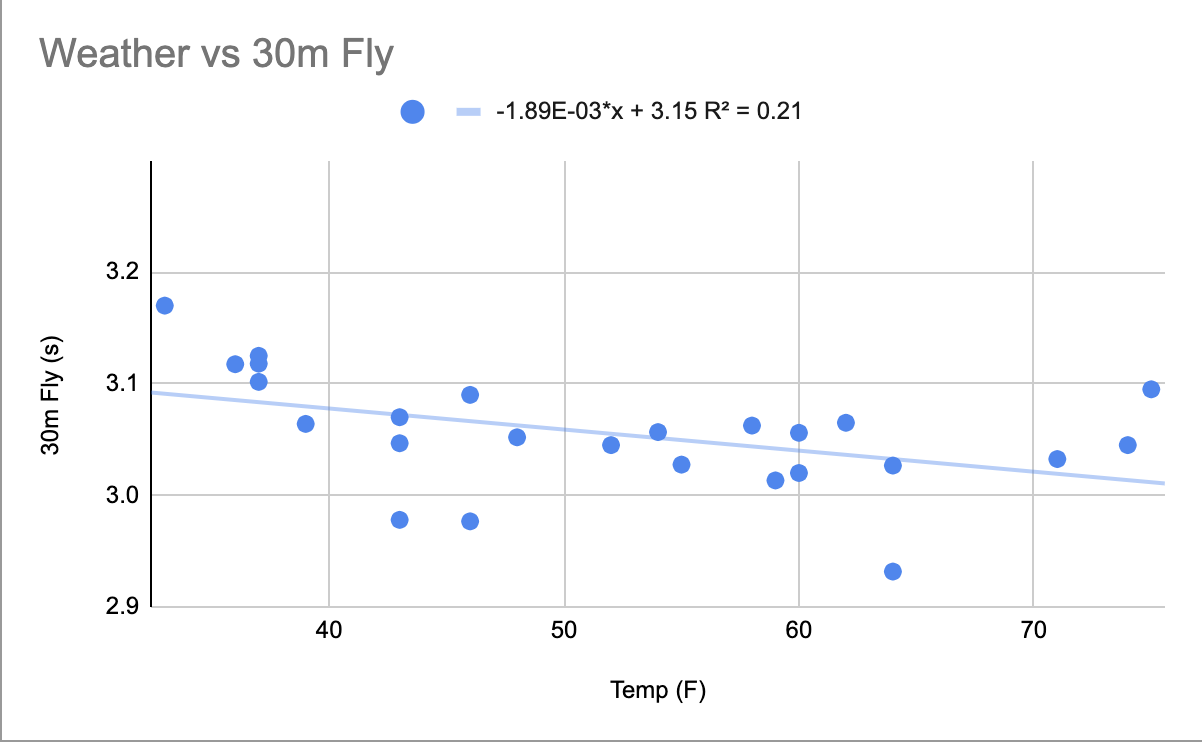 Weather vs 30m Fly
-1.89E-03*x + 3.15 R² = 0.21
30m Fly (s)
3.2
3.1
3.0
2.9
40 50 60 70
Temp (F)